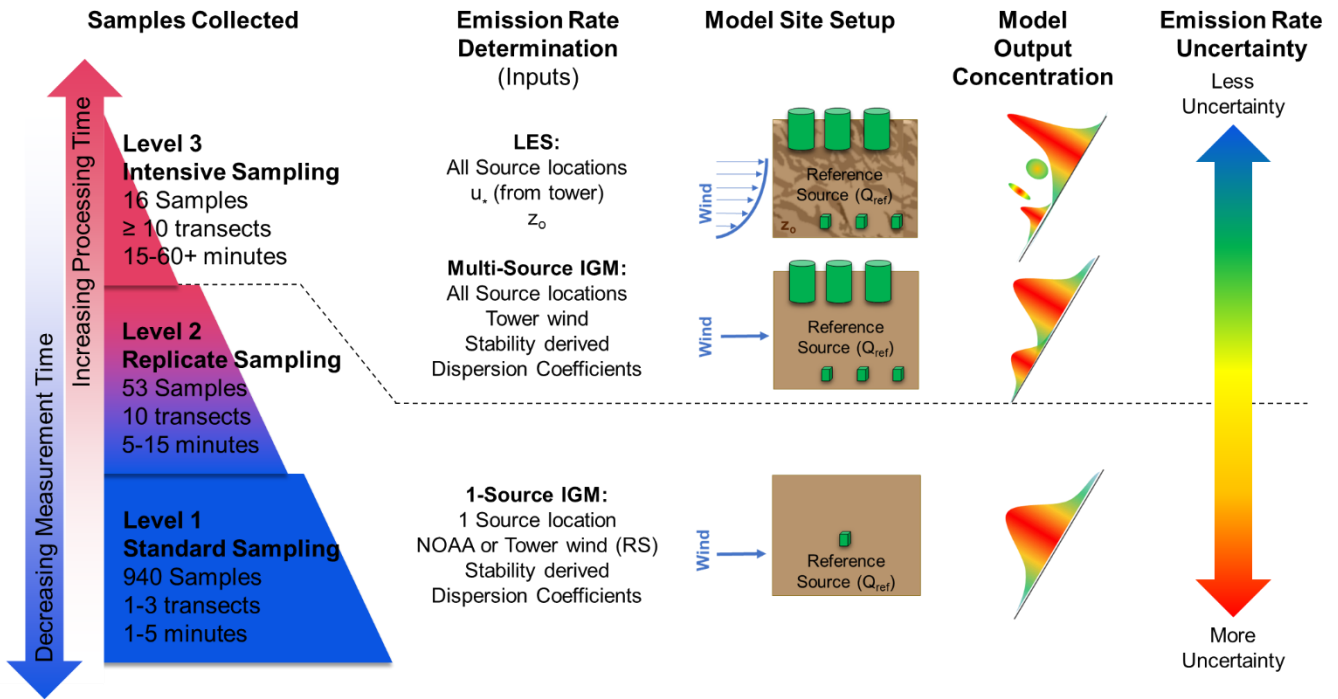 Samples Collected
Emission Rate
Determination
(Inputs)
Model Site Setup
Model
Output
Concentration
Emission Rate
Uncertainty
Less
Uncertainty
Decreasing Measurement Time
Increasing Processing Time
Level 3
Intensive Sampling
16 Samples
≥ 10 transects
15-60+ minutes
LES:
All Source locations
u* (from tower)
zo
Wind
Reference
Source (Qref)
zo
Level 2
Replicate Sampling
53 Samples
10 transects
5-15 minutes
Multi-Source IGM:
All Source locations
Tower wind
Stability derived
Dispersion Coefficients
Wind
Reference
Source (Qref)
Level 1
Standard Sampling
940 Samples
1-3 transects
1-5 minutes
1-Source IGM:
1 Source location
NOAA or Tower wind (RS)
Stability derived
Dispersion Coefficients
Wind
Reference
Source (Qref)
More
Uncertainty